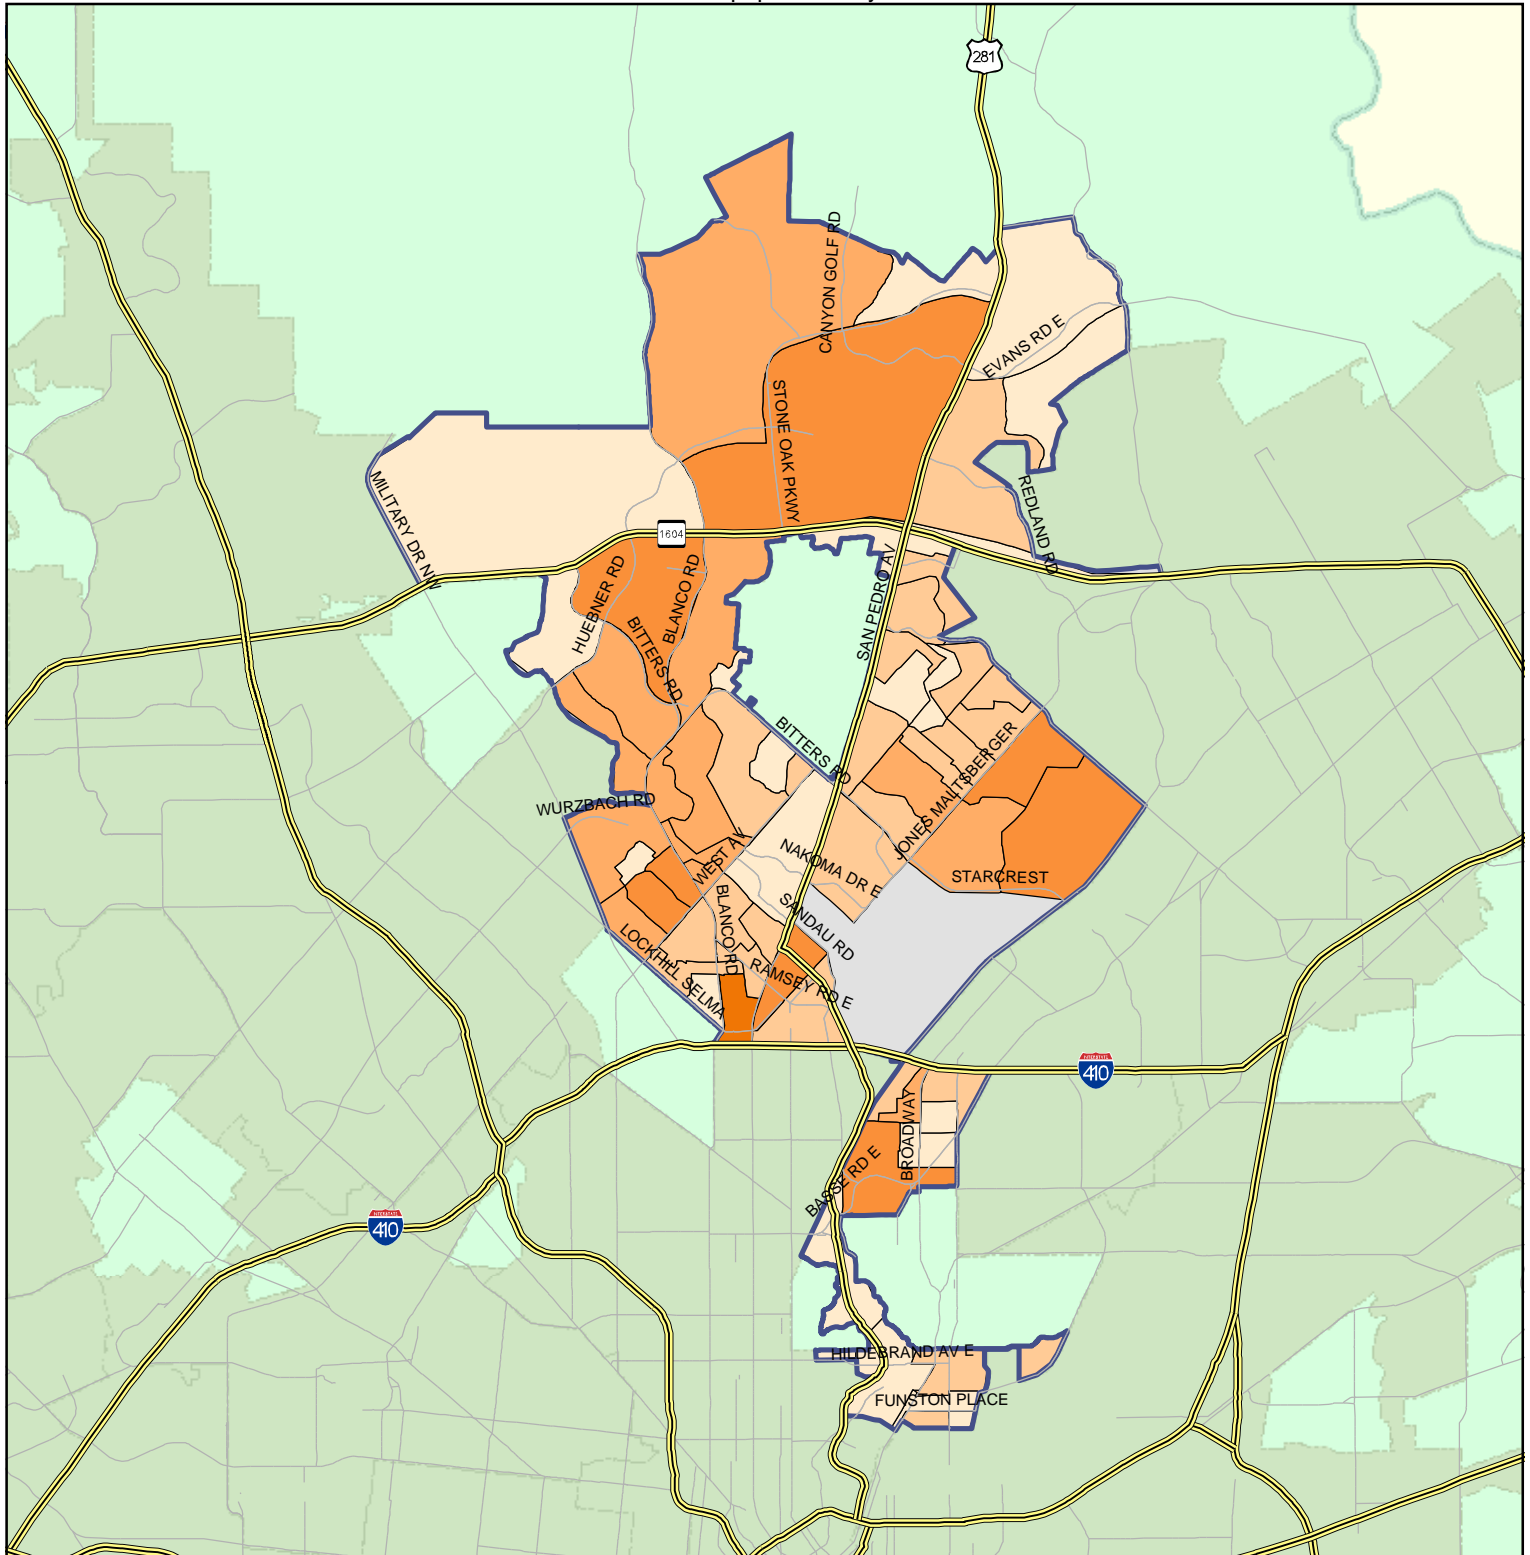 281
CANYON GOLF RD
EVANS RD E
STONE OAK PKWY
MILITARY DR NW
REDLAND RD
1604
HUEBNER RD
BLANCO RD
SAN PEDRO AV
BITTERS RD
BITTERS RD
JONES MALTSBERGER
WURZBACH RD
WEST AV
NAKOMA DR E
STARCREST
BLANCO RD
SANDAU RD
LOCKHILL SELMA
RAMSEY RD E
INTERSTATE
410
BROADWAY
BASSE RD E
INTERSTATE
410
HILDEBRAND AV E
FUNSTON PLACE